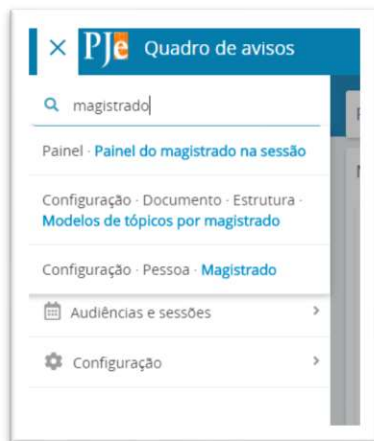 PJe Quadro de avisos
magistrado
Painel · Painel do magistrado na sessão
Configuração · Documento · Estrutura ·
Modelos de tópicos por magistrado
Configuração · Pessoa · Magistrado
Audiências e sessões
Configuração